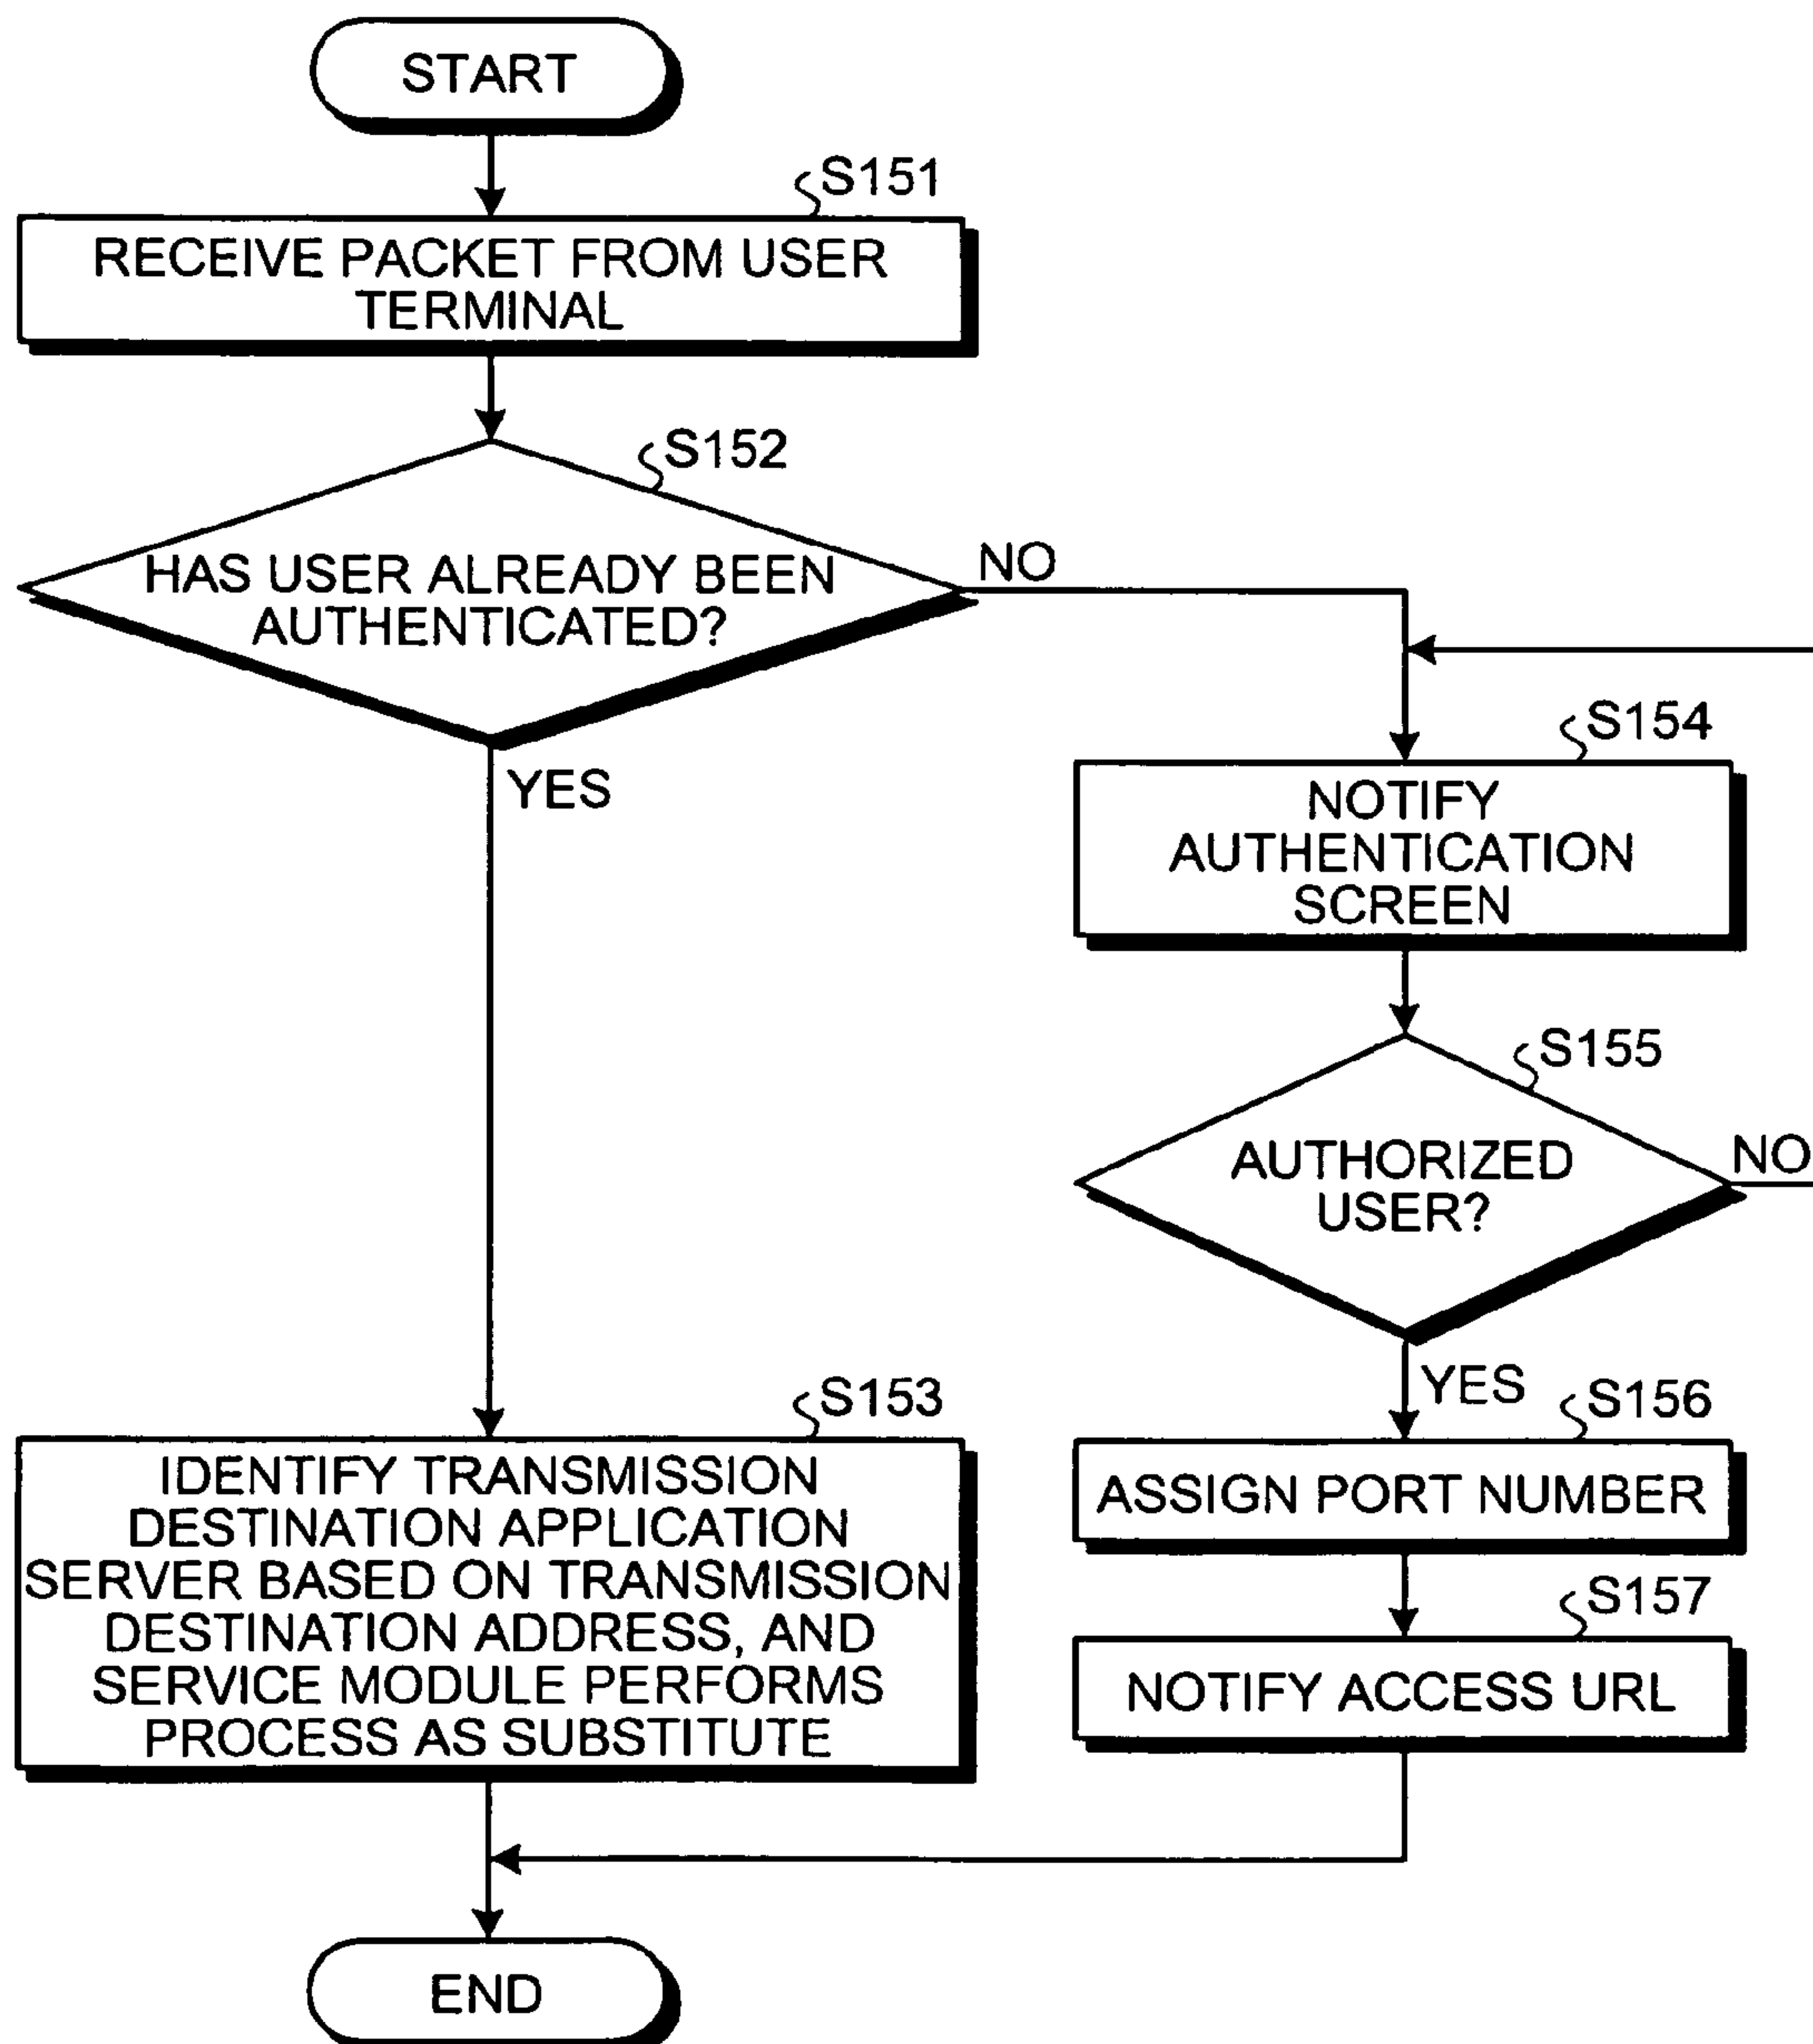 START
S151
RECEIVE PACKET FROM USER
TERMINAL
S152
HAS USER ALREADY BEEN
AUTHENTICATED?
NO
YES
S154
NOTIFY
AUTHENTICATION
SCREEN
S155
AUTHORIZED
USER?
NO
YES
S153
IDENTIFY TRANSMISSION
DESTINATION APPLICATION
SERVER BASED ON TRANSMISSION
DESTINATION ADDRESS, AND
SERVICE MODULE PERFORMS
PROCESS AS SUBSTITUTE
S156
ASSIGN PORT NUMBER
S157
NOTIFY ACCESS URL
END